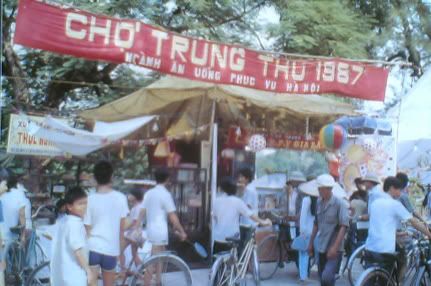 CHỢ TRUNG THU 1987
NGÀNH ĂN UỐNG PHỤC VỤ HÀ NỘI